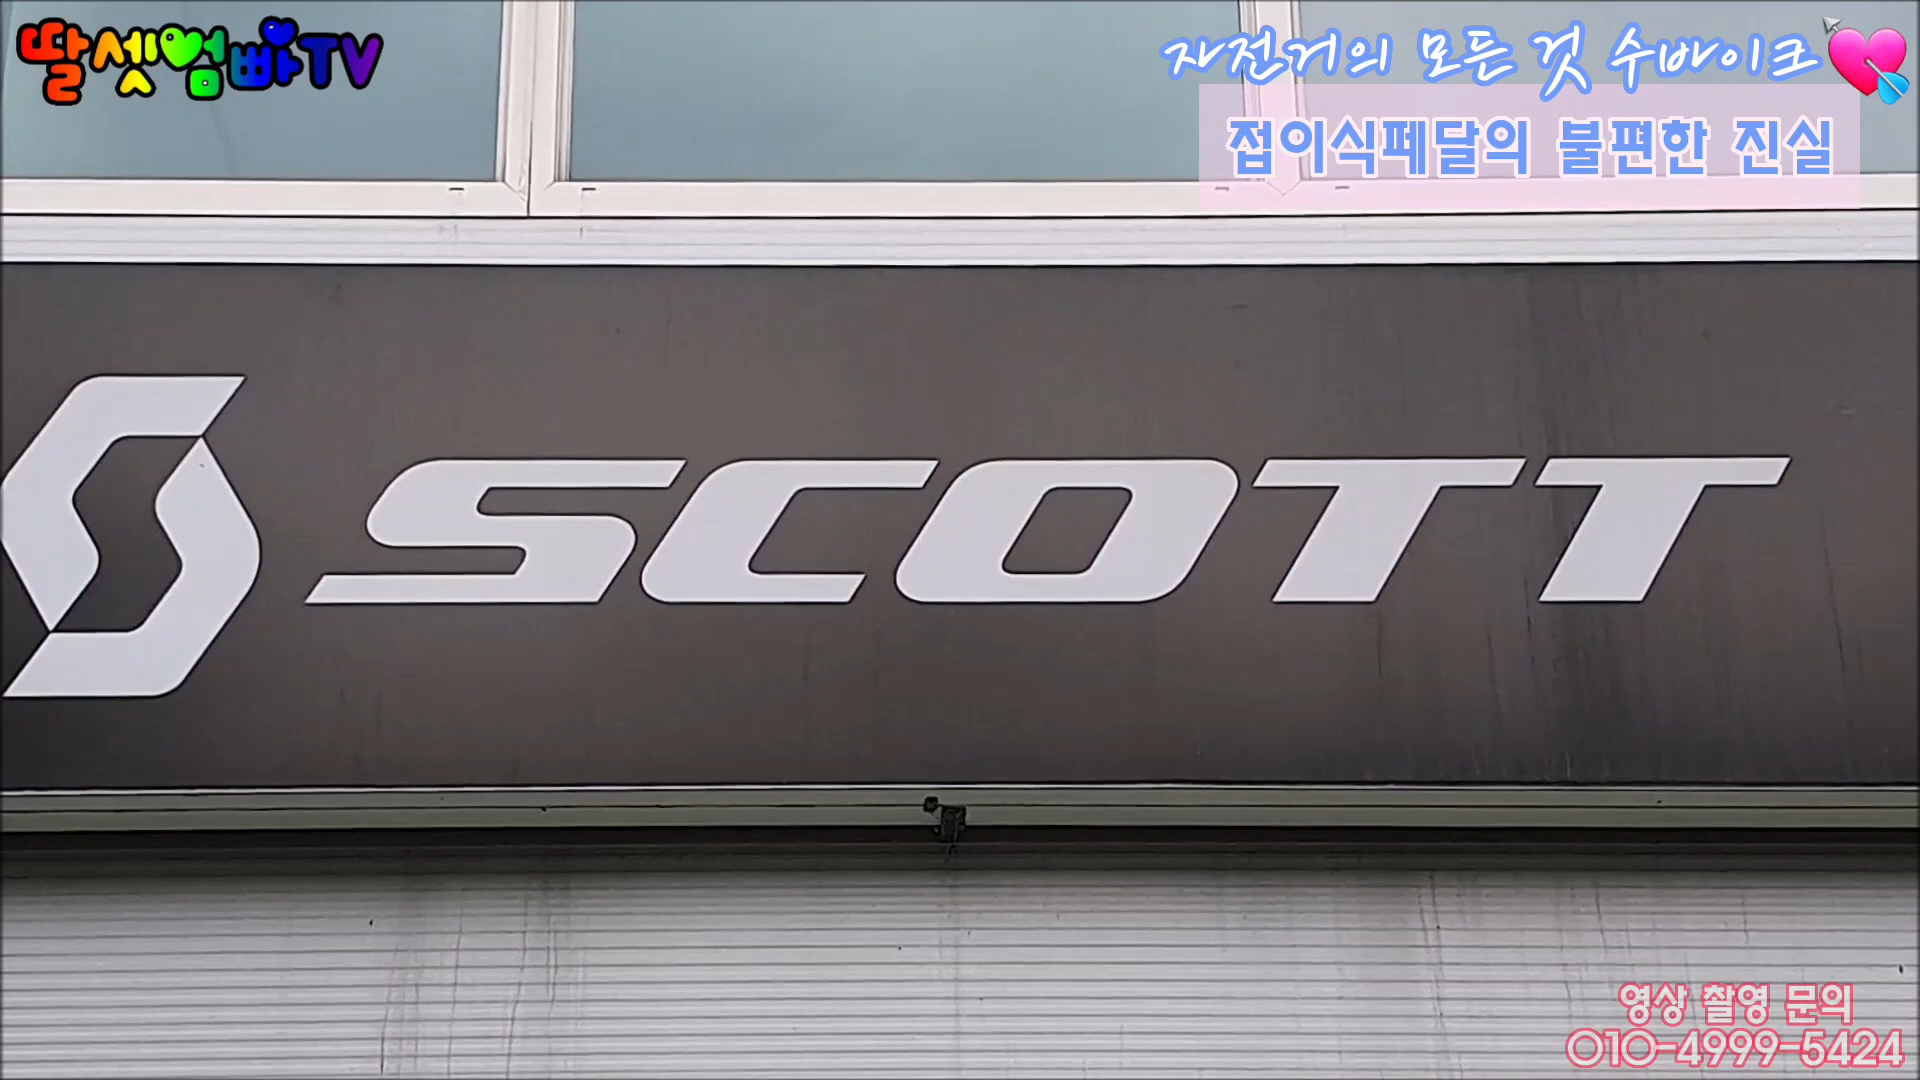 딸셋엄빠TV
자전거의 모든 것 수바이크
접이식페달의 불편한 진실
SCOTT
영상 촬영 문의
010-4999-5424